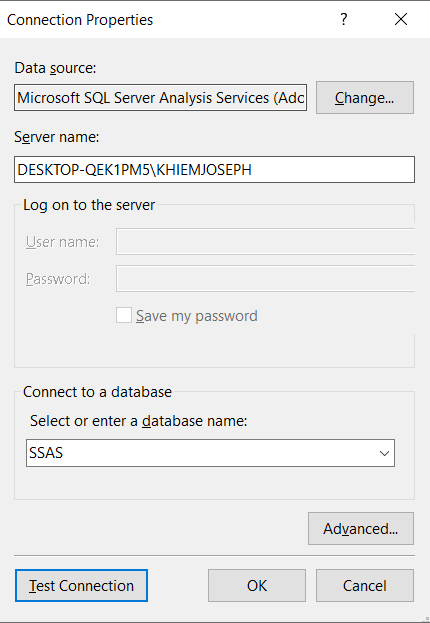 Connection Properties
?
Data source:
Microsoft SQL Server Analysis Services (Adc
Change...
Server name:
DESKTOP-QEK1PM5\KHIEMJOSEPH
Log on to the server
User name:
Password:
Save my password
Connect to a database
Select or enter a database name:
SSAS
Advanced...
Test Connection
OK
Cancel